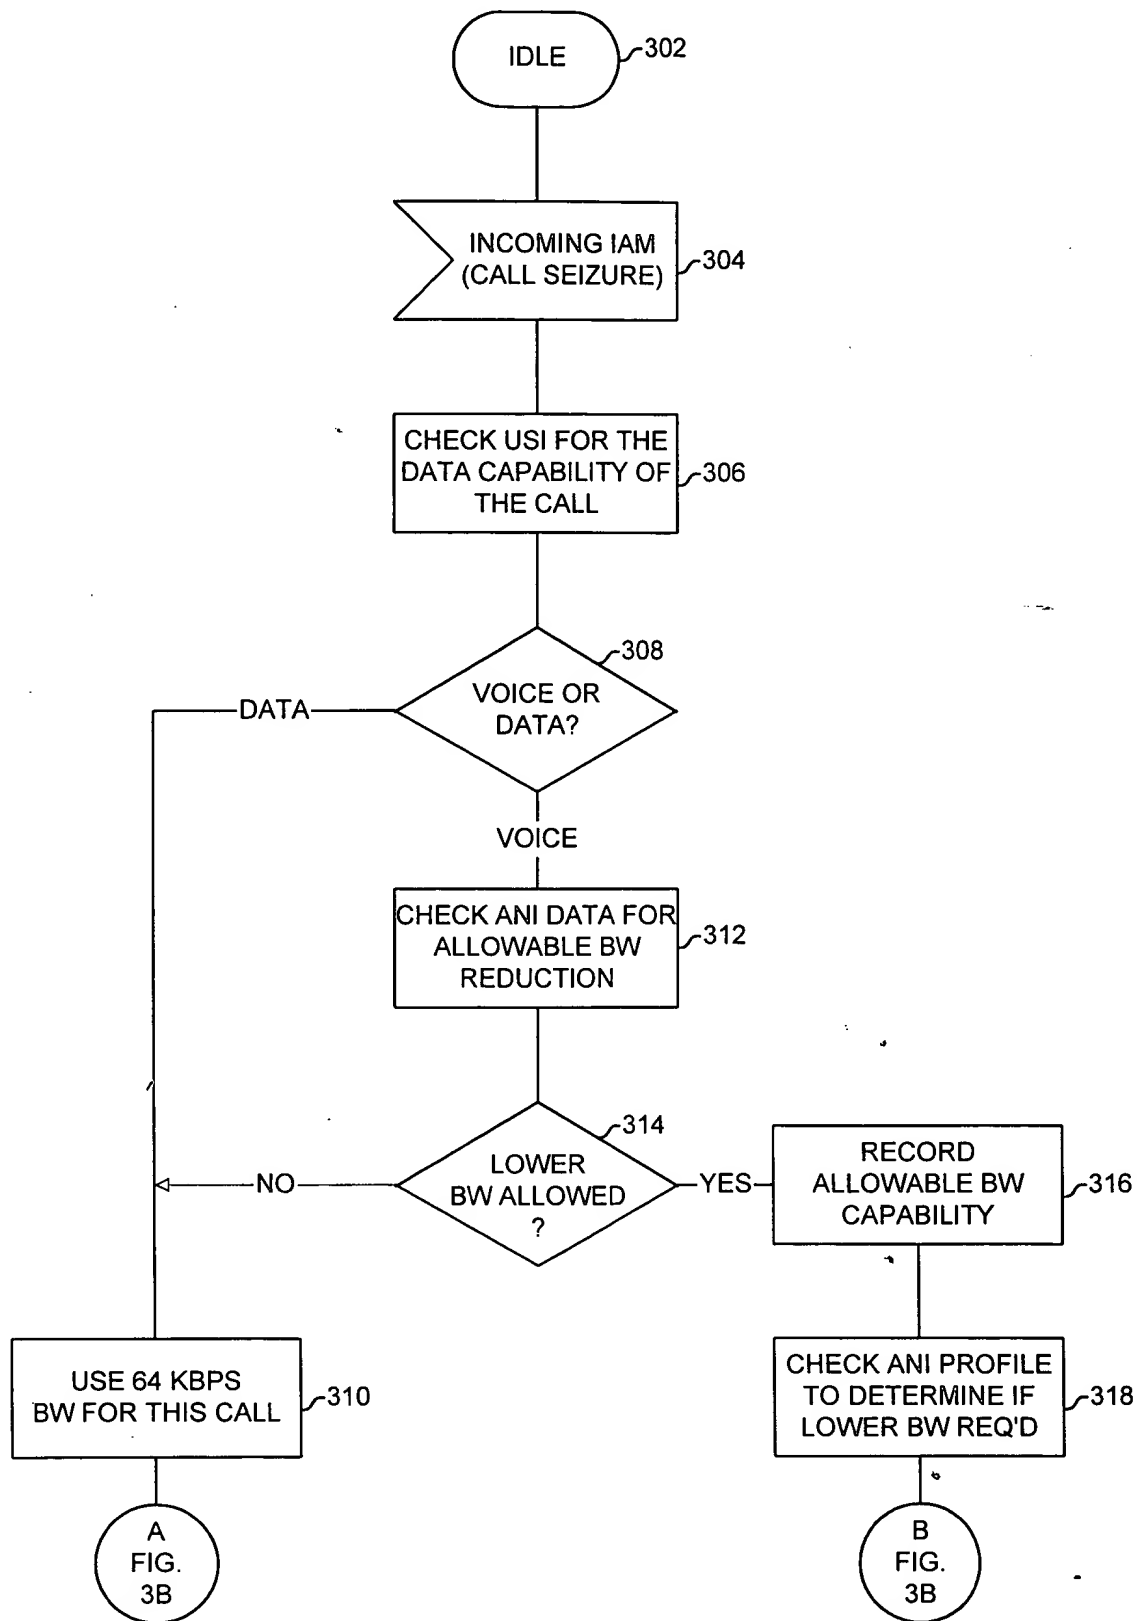 IDLE
302
INCOMING IAM
(CALL SEIZURE)
304
CHECK USI FOR THE
DATA CAPABILITY OF
THE CALL
306
308
VOICE OR
DATA?
DATA
VOICE
CHECK ANI DATA FOR
ALLOWABLE BW
REDUCTION
312
314
LOWER
BW ALLOWED
?
NO
YES
RECORD
ALLOWABLE BW
CAPABILITY
316
USE 64 KBPS
BW FOR THIS CALL
310
CHECK ANI PROFILE
TO DETERMINE IF
LOWER BW REQ'D
318
A
FIG.
3B
B
FIG.
3B